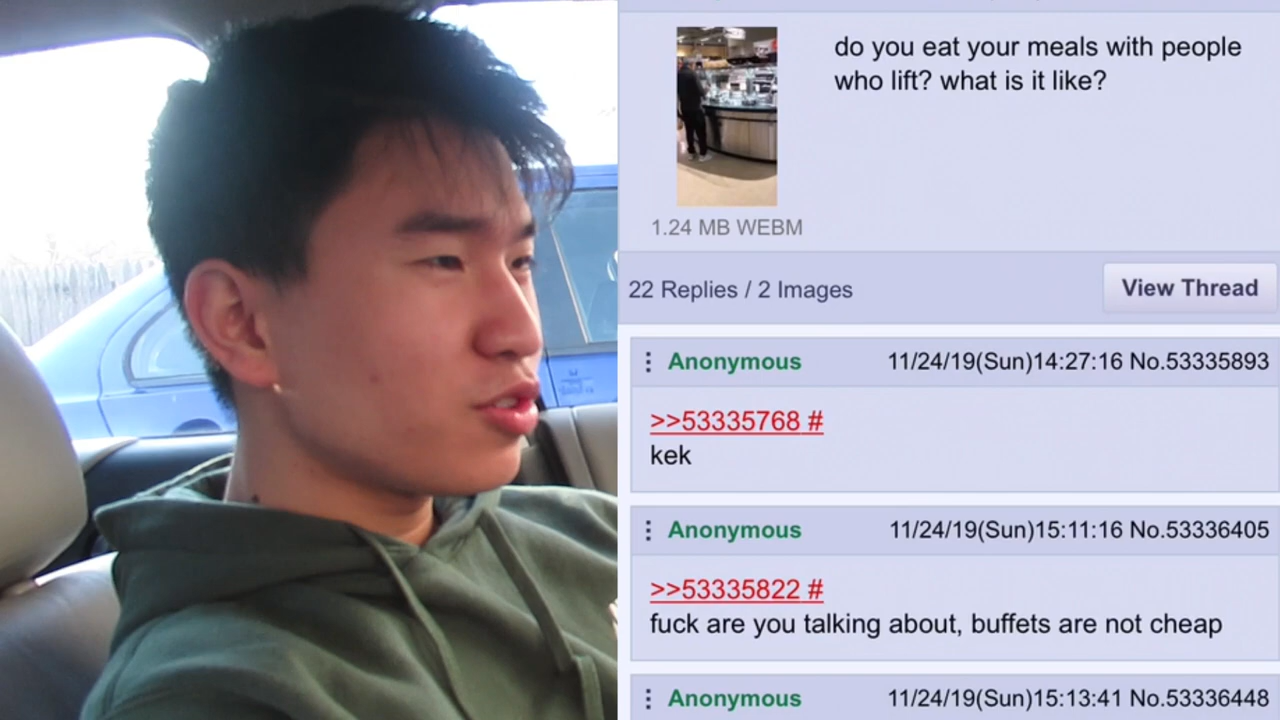 do you eat your meals with people
who lift? what is it like?
1.24 MB WEBM
22 Replies / 2 Images
View Thread
Anonymous 11/24/19(Sun)14:27:16 No.53335893
>>53335768 #
kek
Anonymous 11/24/19(Sun)15:11:16 No.53336405
>>53335822 #
fuck are you talking about, buffets are not cheap
Anonymous 11/24/19(Sun)15:13:41 No.53336448